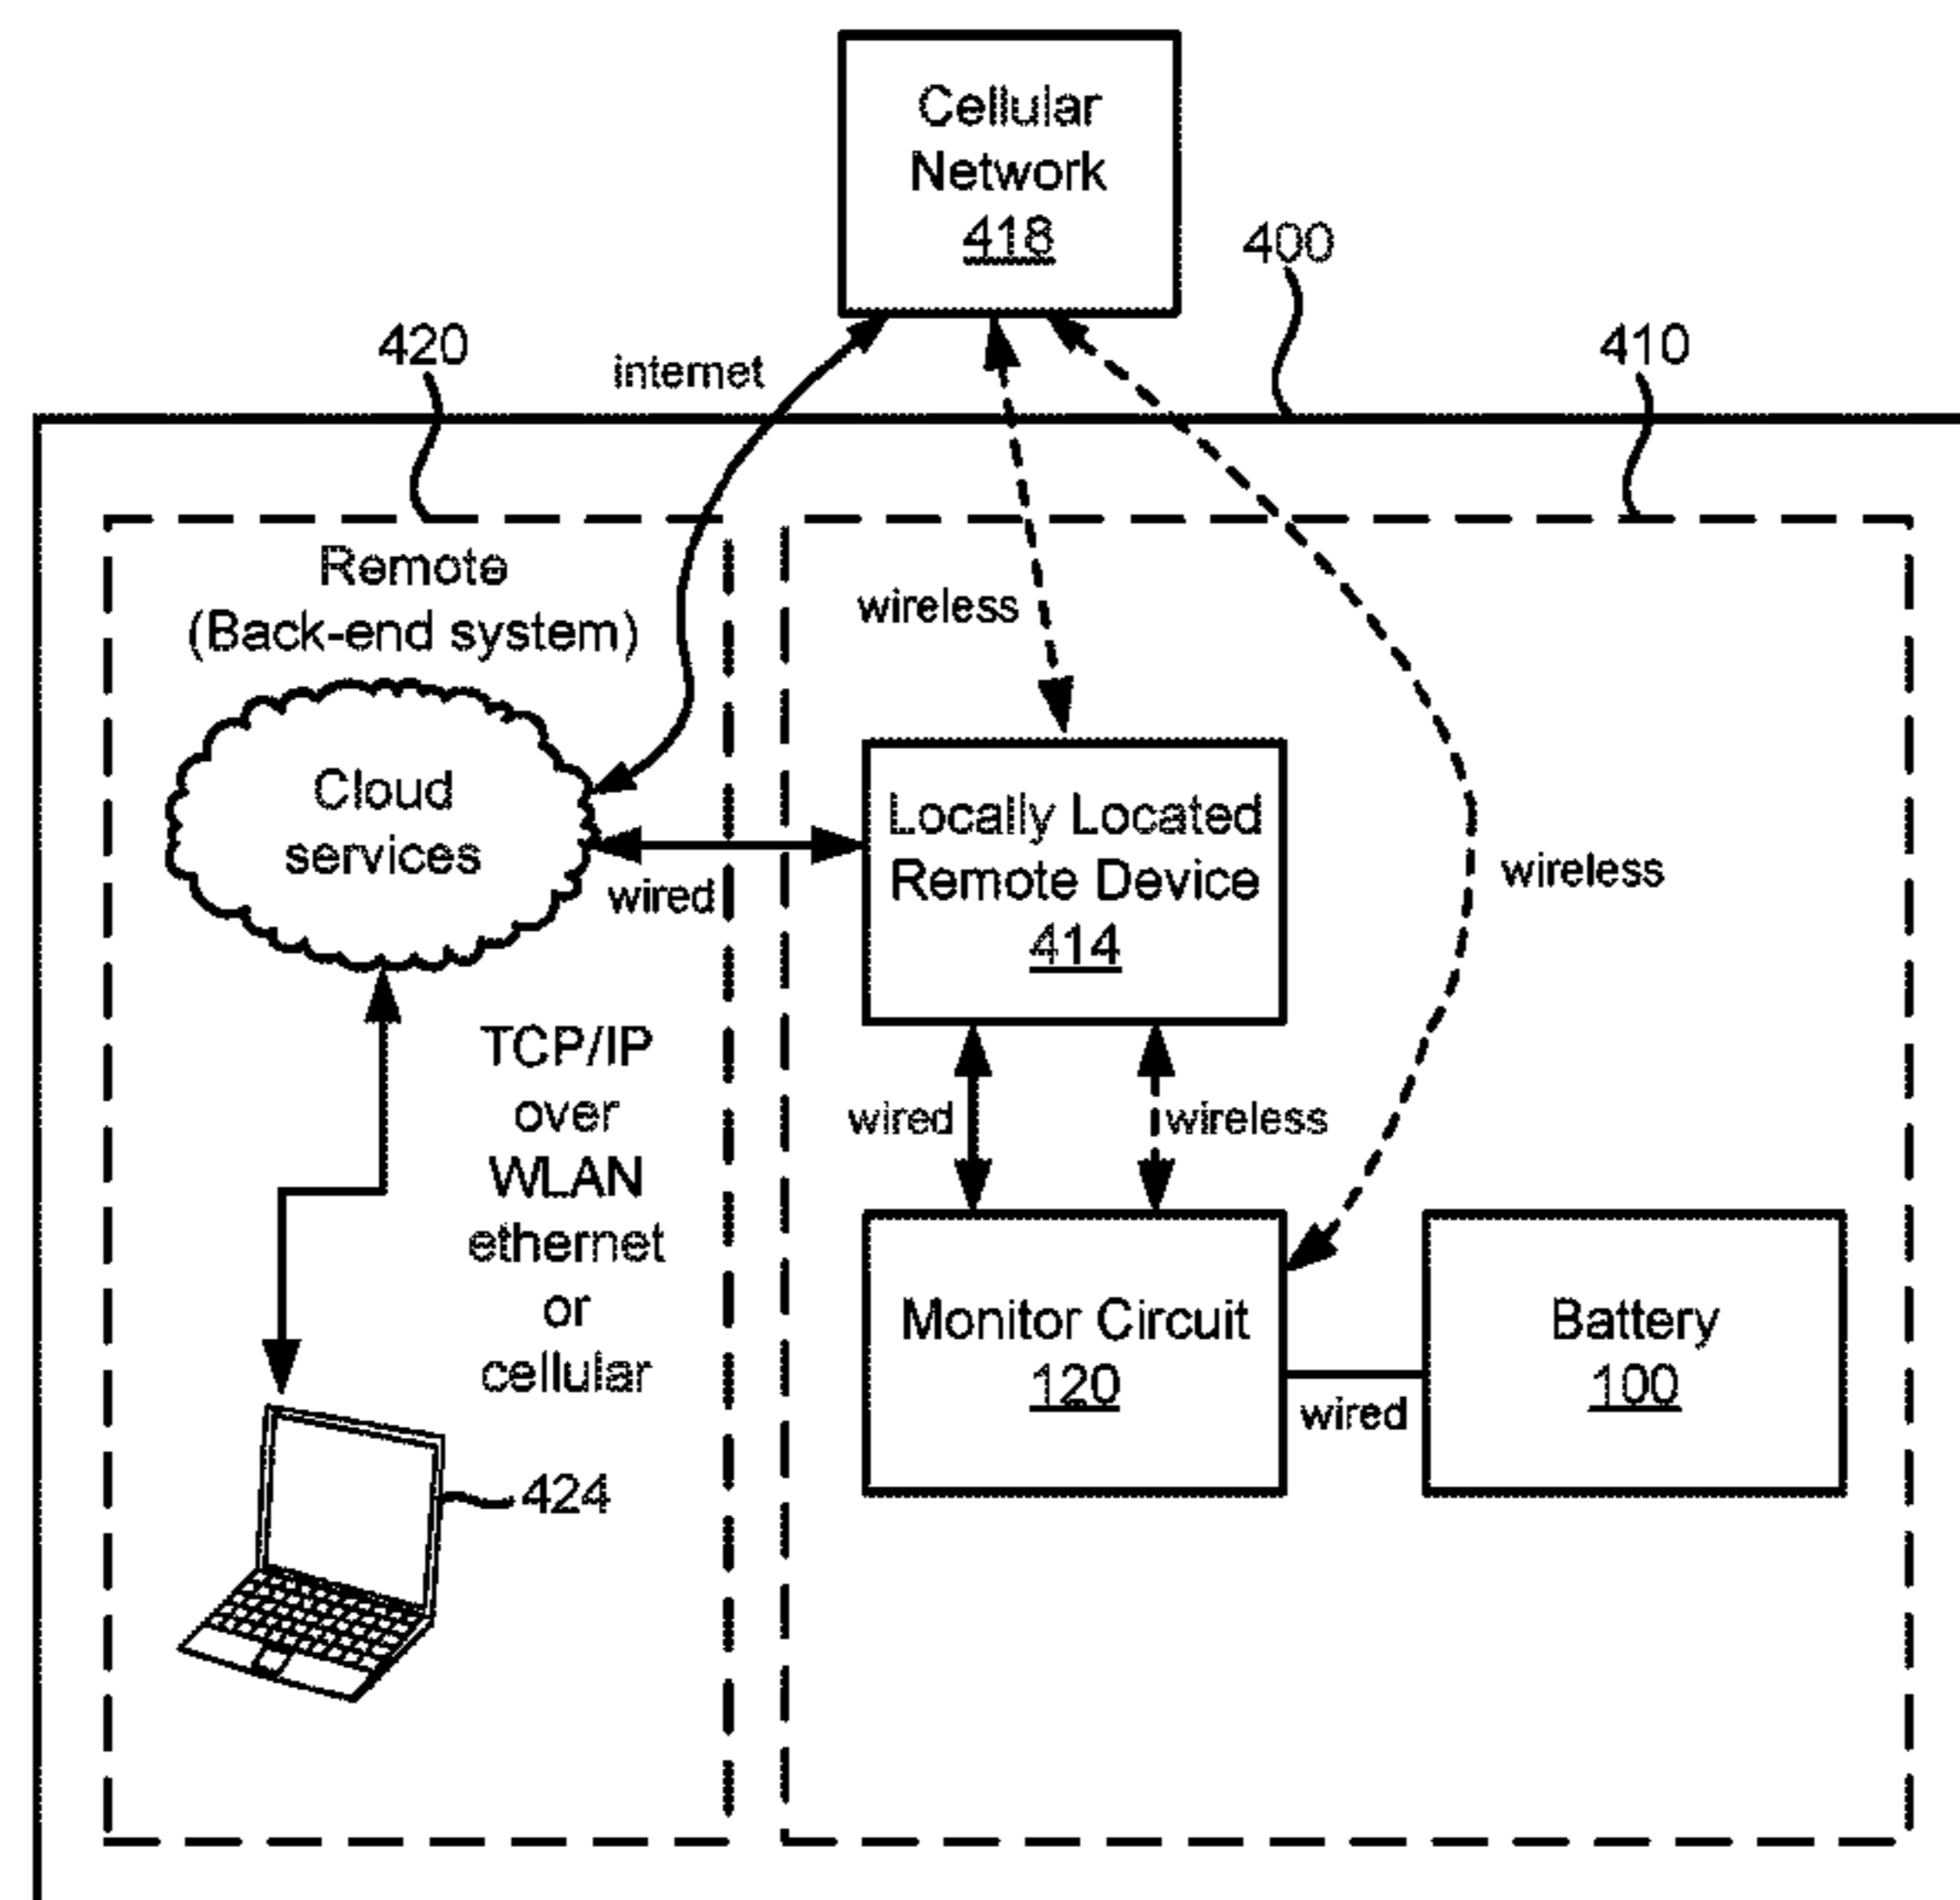 Cellular
Network
418
400
420
internet
410
Remote
(Back-end system)
wireless
Cloud
services
wired
Locally Located
Remote Device
414
wireless
TCP/IP
over
WLAN
ethernet
or
cellular
wired
wireless
Monitor Circuit
120
wired
Battery
100
424